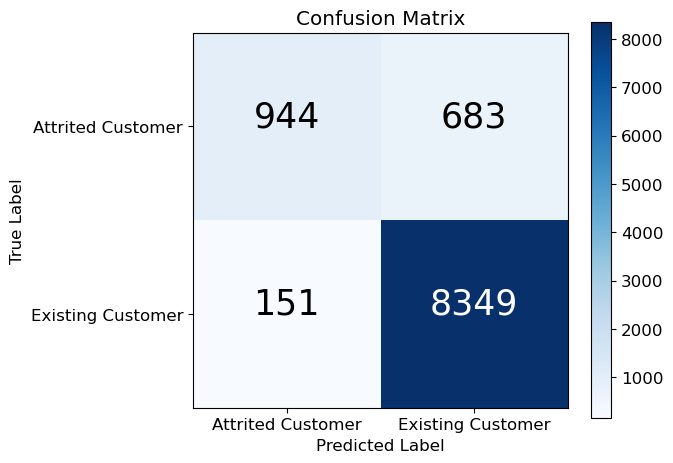 Confusion Matrix
True Label
Attrited Customer
944 683
Existing Customer
151 8349
Attrited Customer Existing Customer
Predicted Label
8000
7000
6000
5000
4000
3000
2000
1000